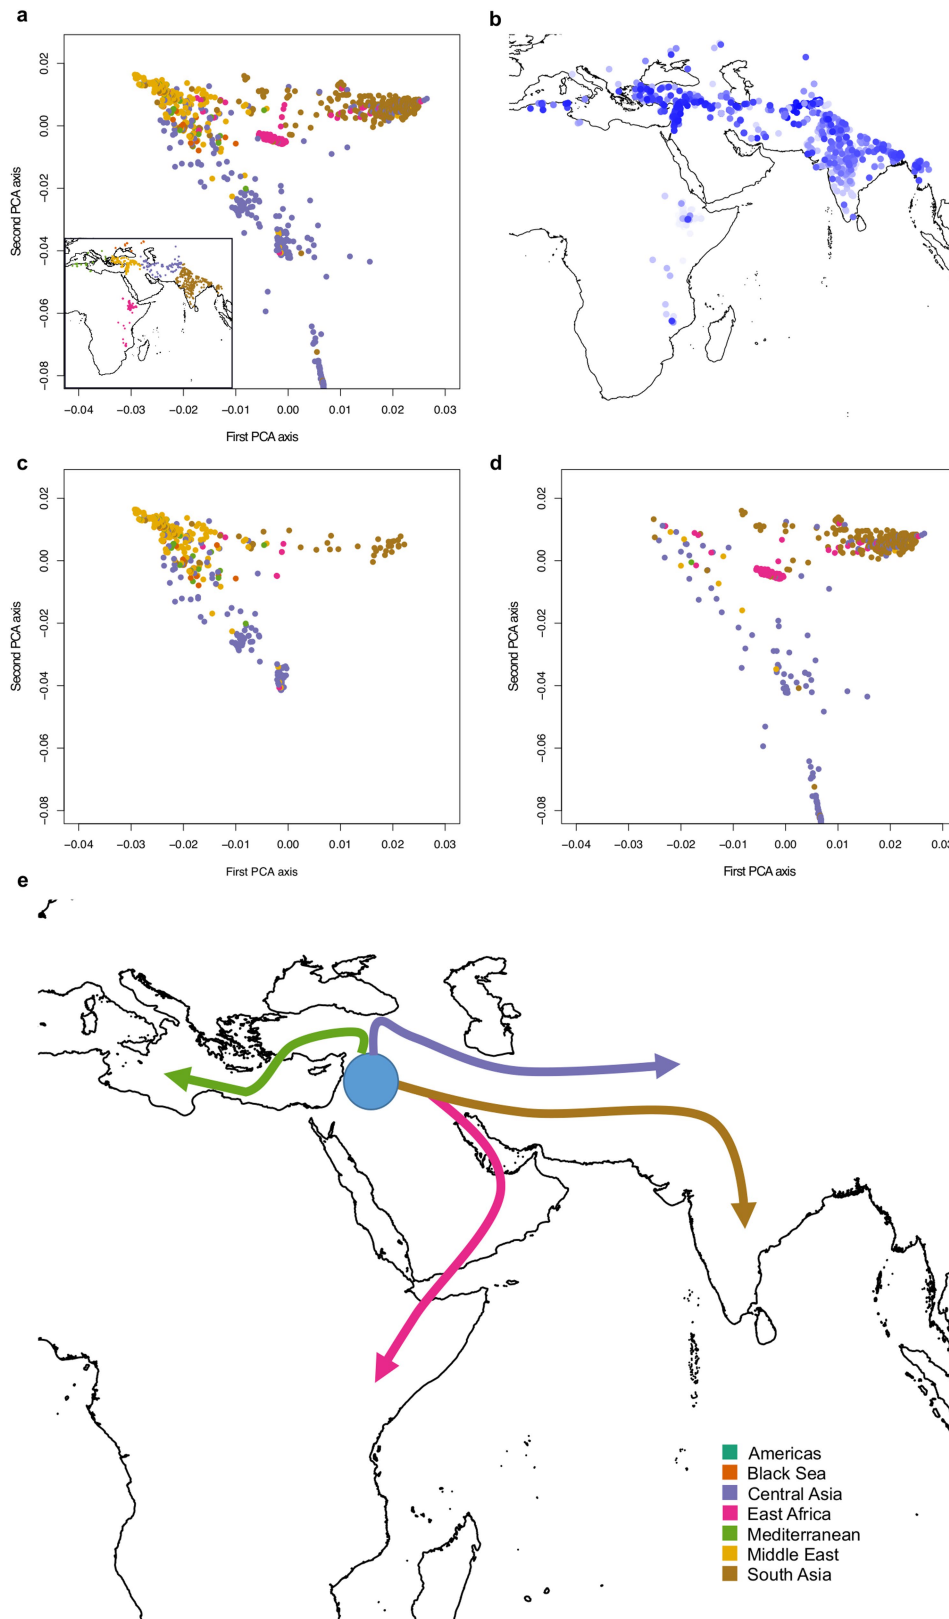 a
0.02
0.00
−0.02
−0.04
−0.06
−0.08
Second PCA axis
−0.04 −0.03 −0.02 −0.01 0.00 0.01 0.02 0.03
First PCA axis
b
c
0.02
0.00
−0.02
−0.04
−0.06
−0.08
Second PCA axis
−0.04 −0.03 −0.02 −0.01 0.00 0.01 0.02 0.03
First PCA axis
d
0.02
0.00
−0.02
−0.04
−0.06
−0.08
Second PCA axis
−0.04 −0.03 −0.02 −0.01 0.00 0.01 0.02
First PCA axis
e
Americas
Black Sea
Central Asia
East Africa
Mediterranean
Middle East
South Asia